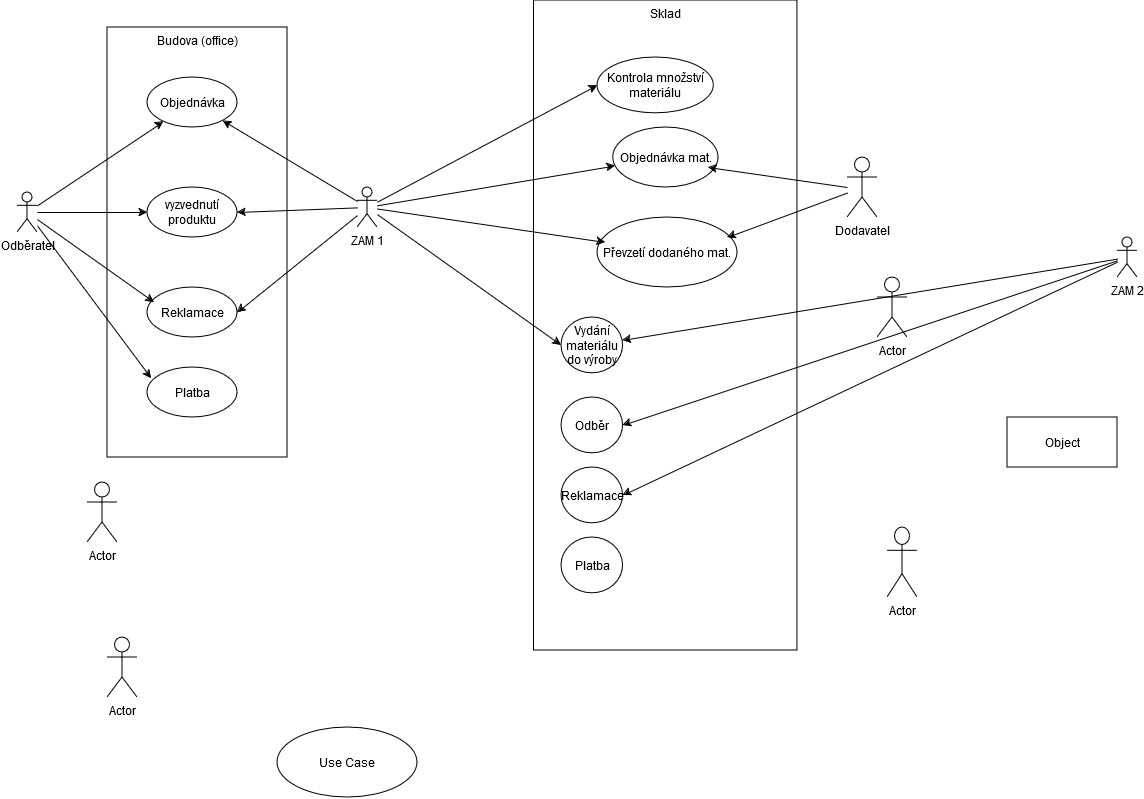 Budova (office)
Objednávka
vyzvednutí
produktu
Reklamace
Platba
Odběratel
ZAM 1
Sklad
Kontrola množství
materiálu
Objednávka mat.
Převzetí dodaného mat.
Vydání
materiálu
do výroby
Odběr
Reklamace
Platba
Dodavatel
ZAM 2
Actor
Object
Actor
Actor
Actor
Use Case